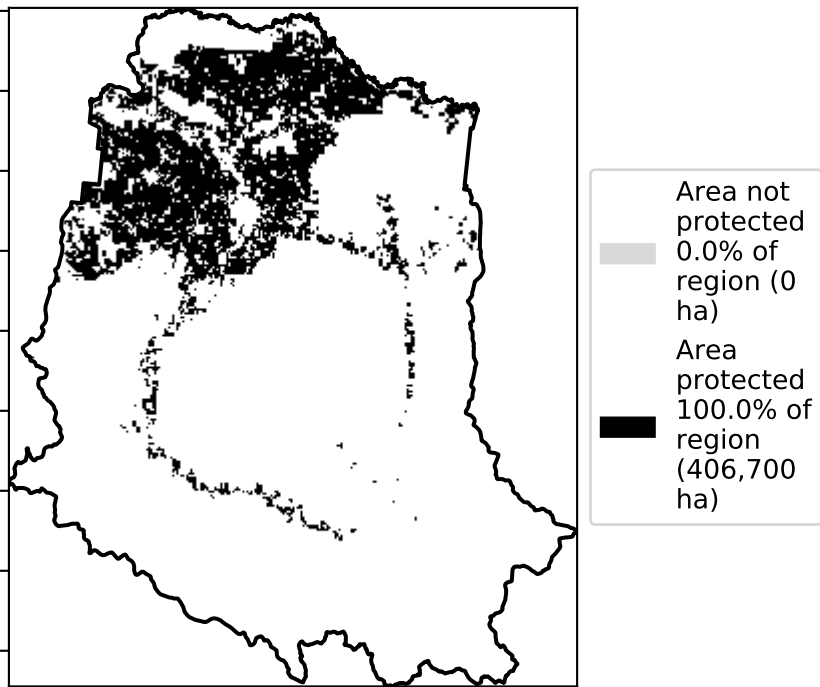 Area not
protected
0.0% of
region (0
ha)
Area
protected
100.0% of
region
(406,700
ha)